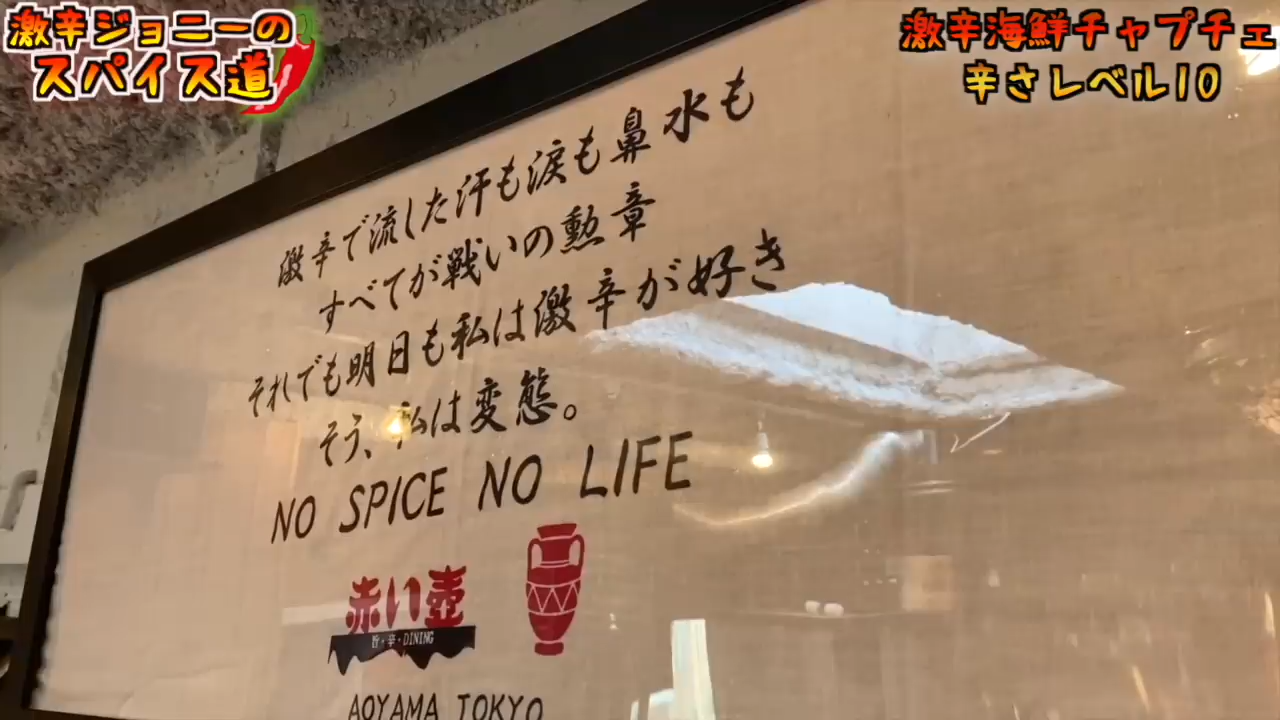 激辛ジョニーの
スパイス道
激辛海鮮チャプチェ
辛さレベル10
激辛で流した汗も涙も鼻水も
すべてが戦いの勲章
それでも明日も私は激辛が好き
そう、私は変態。
NO SPICE NO LIFE
赤い壺
旨・辛・DINING
AOYAMA TOKYO